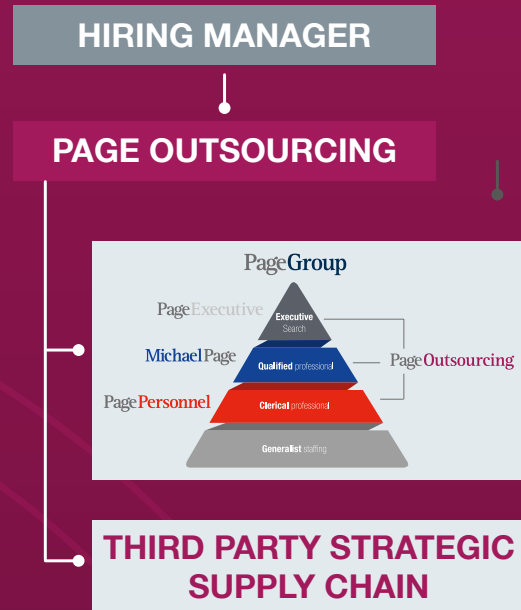 HIRING MANAGER
PAGE OUTSOURCING
PageGroup
PageExecutive
Executive
Search
MichaelPage
Qualified professional
PageOutsourcing
PagePersonnel
Clerical professional
Generalist staffing
THIRD PARTY STRATEGIC
SUPPLY CHAIN